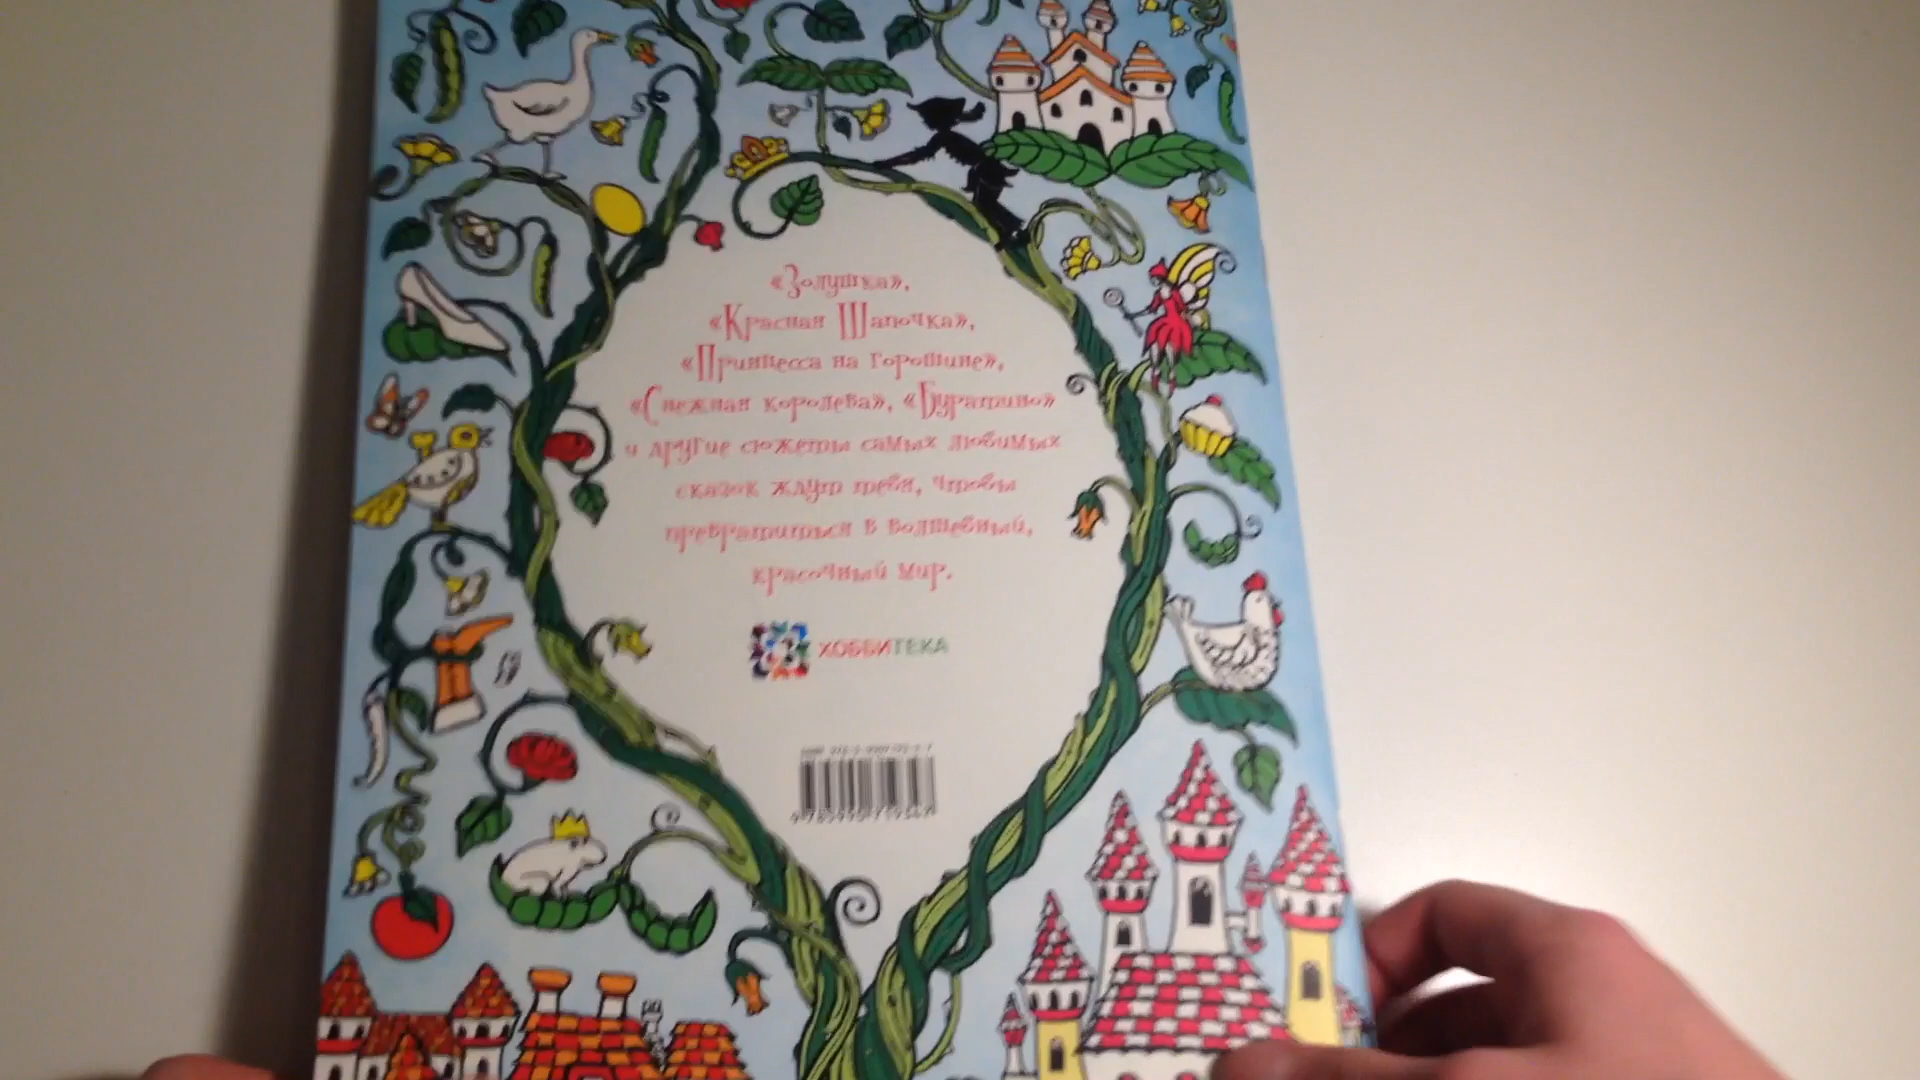 «Золушка»,
«Красная Шапочка»,
«Принцесса на горошине»,
«Снежная королева», «Буратино»
и другие сюжеты самых любимых
сказок ждут тебя, чтобы
превратиться в волшебный,
красочный мир.
ХОББИТЕКА